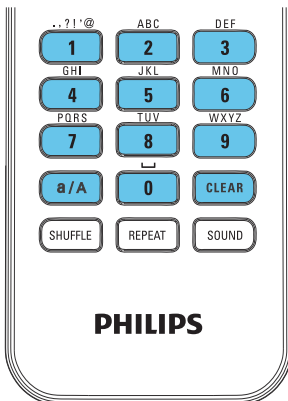 .,?!'@ ABC DEF
1 2 3
GHI JKL MNO
4 5 6
PQRS TUV WXYZ
7 8 9
a/A 0 CLEAR
SHUFFLE REPEAT SOUND
PHILIPS